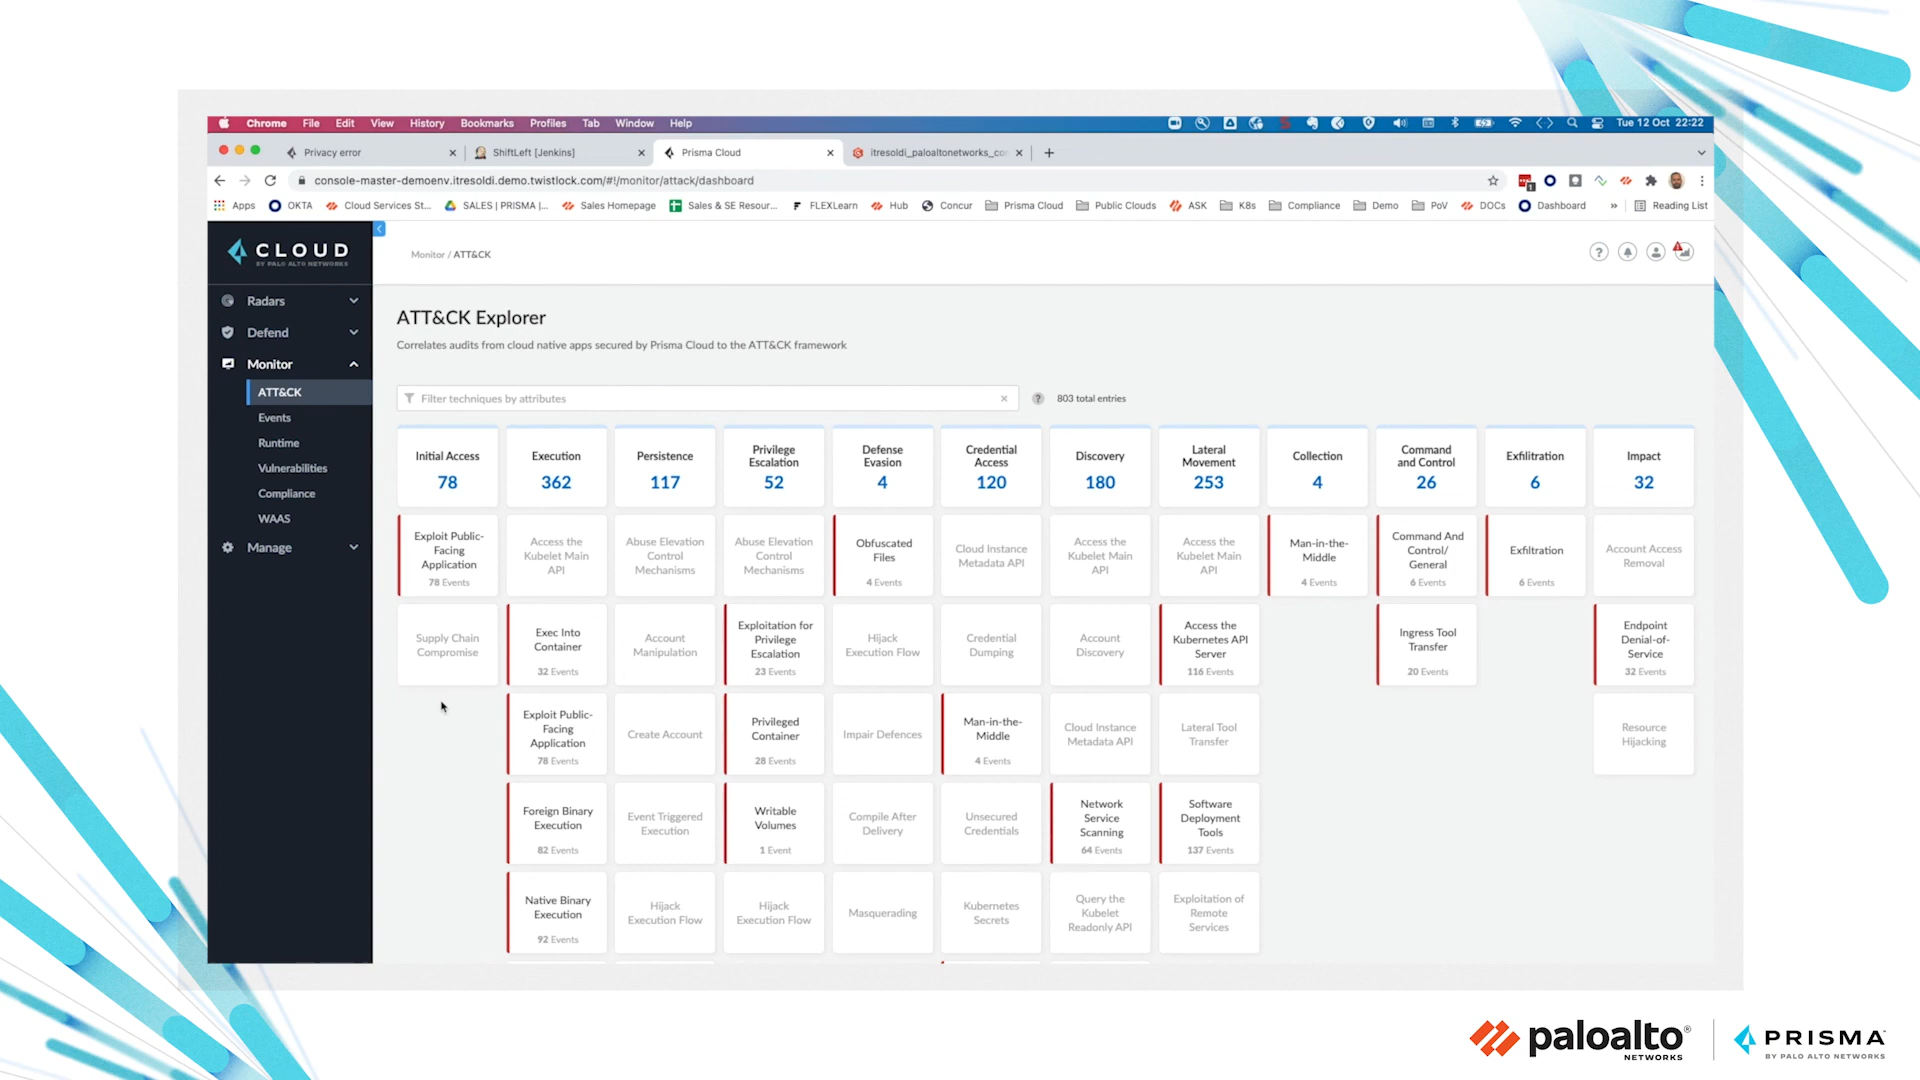 Chrome File Edit View History Bookmarks Profiles Tab Window Help Tue 12 Oct 22:22
Privacy error ShiftLeft [Jenkins] Prisma Cloud itresoldi_paloaltonetworks_co
console-master-demoenv.itresoldi.demo.twistlock.com/#!/monitor/attack/dashboard
Apps OKTA Cloud Services St... SALES | PRISMA |... Sales Homepage Sales & SE Resour... FLEXLearn Hub Concur Prisma Cloud Public Clouds ASK K8s Compliance Demo PoV DOCs Dashboard » Reading List
CLOUD
BY PALO ALTO NETWORKS
Radars
Defend
Monitor
ATT&CK
Events
Runtime
Vulnerabilities
Compliance
WAAS
Manage
Monitor / ATT&CK
ATT&CK Explorer
Correlates audits from cloud native apps secured by Prisma Cloud to the ATT&CK framework
Filter techniques by attributes
803 total entries
Initial Access
78
Exploit Public-
Facing
Application
78 Events
Supply Chain
Compromise
Execution
362
Access the
Kubelet Main
API
Exec Into
Container
32 Events
Exploit Public-
Facing
Application
78 Events
Foreign Binary
Execution
82 Events
Native Binary
Execution
92 Events
Persistence
117
Abuse Elevation
Control
Mechanisms
Account
Manipulation
Create Account
Event Triggered
Execution
Hijack
Execution Flow
Privilege
Escalation
52
Abuse Elevation
Control
Mechanisms
Exploitation for
Privilege
Escalation
23 Events
Privileged
Container
28 Events
Writable
Volumes
1 Event
Hijack
Execution Flow
Defense
Evasion
4
Obfuscated
Files
4 Events
Hijack
Execution Flow
Impair Defences
Compile After
Delivery
Masquerading
Credential
Access
120
Cloud Instance
Metadata API
Credential
Dumping
Man-in-the-
Middle
4 Events
Unsecured
Credentials
Kubernetes
Secrets
Discovery
180
Access the
Kubelet Main
API
Account
Discovery
Cloud Instance
Metadata API
Network
Service
Scanning
64 Events
Query the
Kubelet
Readonly API
Lateral
Movement
253
Access the
Kubelet Main
API
Access the
Kubernetes API
Server
116 Events
Lateral Tool
Transfer
Software
Deployment
Tools
137 Events
Exploitation of
Remote
Services
Collection
4
Man-in-the-
Middle
4 Events
Command
and Control
26
Command And
Control/
General
6 Events
Ingress Tool
Transfer
20 Events
Exfiltration
6
Exfiltration
6 Events
Impact
32
Account Access
Removal
Endpoint
Denial-of-
Service
32 Events
Resource
Hijacking
paloalto®
NETWORKS
PRISMA
BY PALO ALTO NETWORKS